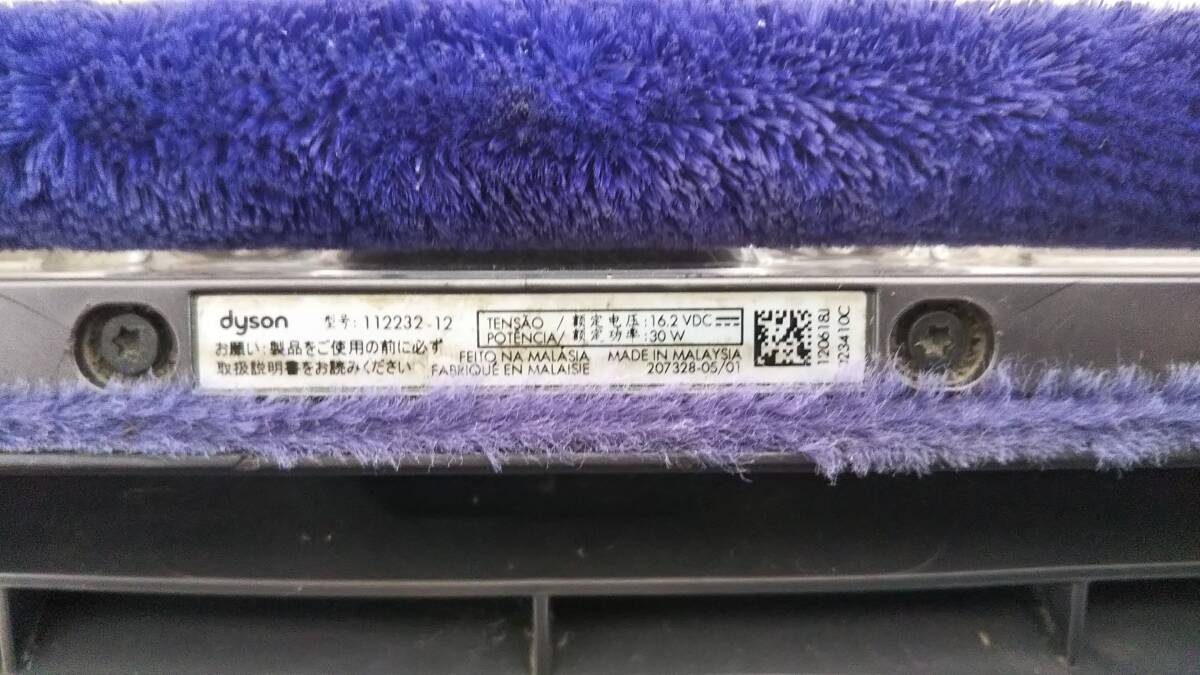 dyson 型号: 112232-12
お願い:製品をご使用の前に必ず
取扱説明書をお読みください
TENSÃO / 额定电压:16.2 VDC
POTÊNCIA/ 额定功率:30 W
FEITO NA MALÁSIA MADE IN MALAYSIA
FABRIQUÉ EN MALAISIE 207328-05/01
120618J